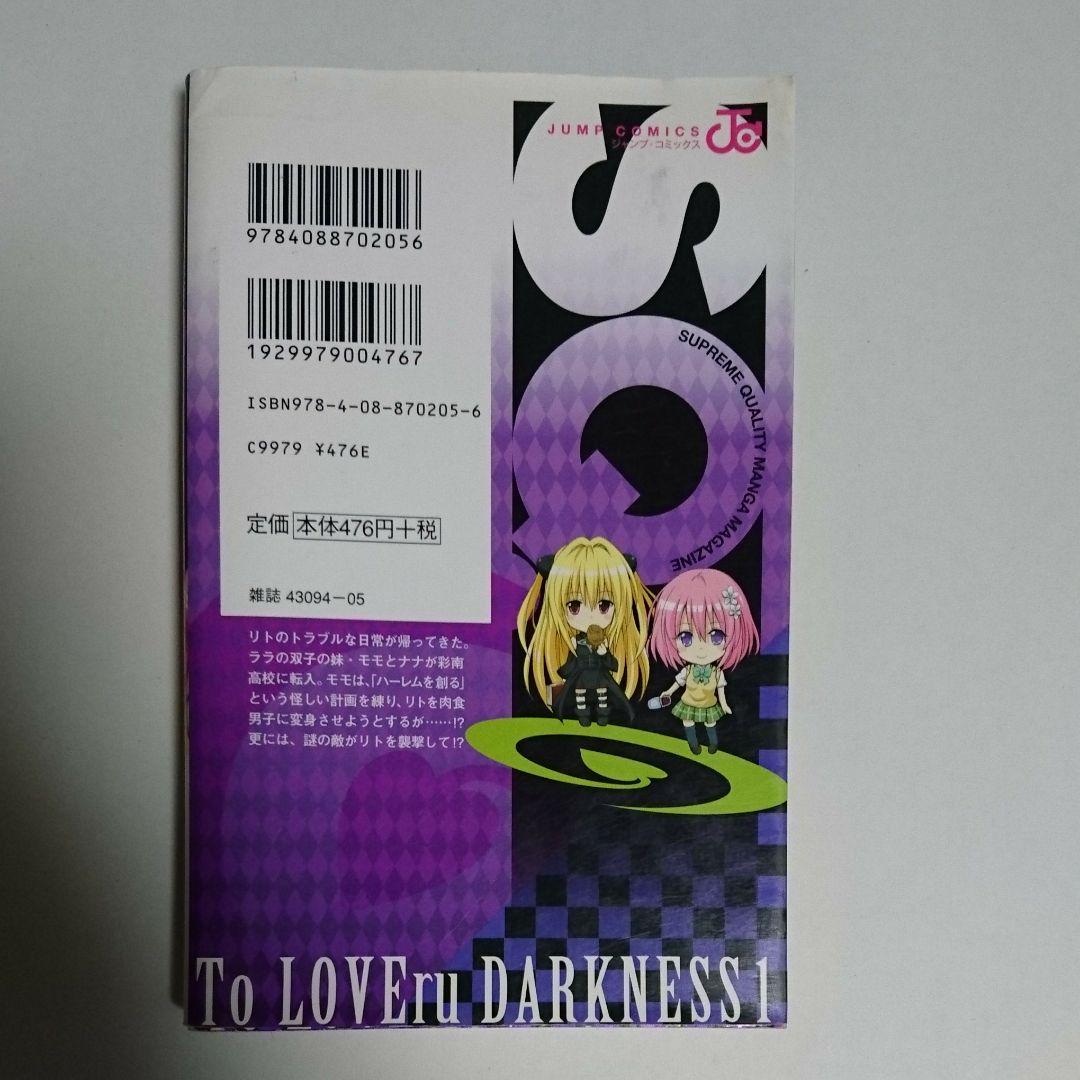 JUMP COMICS
ジャンプ・コミックス
SQ
SUPREME QUALITY MANGA MAGAZINE
9784088702056
1929979004767
ISBN978-4-08-870205-6
C9979 ¥476E
定価 本体476円+税
雑誌 43094-05
リトのトラブルな日常が帰ってきた。
ララの双子の妹・モモとナナが彩南
高校に転入。モモは、「ハーレムを創る」
という怪しい計画を練り、リトを肉食
男子に変身させようとするが……!?
更には、謎の敵がリトを襲撃して!?
To LOVEru DARKNESS 1